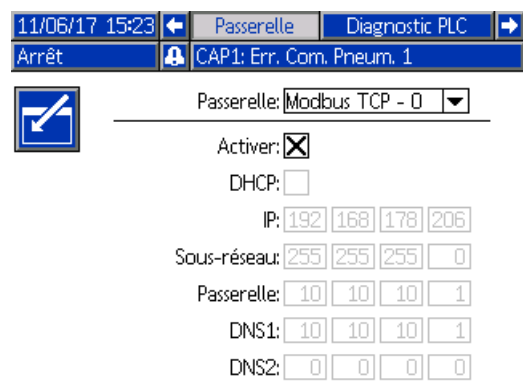 11/06/17 15:23 Passerelle Diagnostic PLC
Arrêt CAP1: Err. Com. Pneum. 1
Passerelle: Modbus TCP - 0
Activer:
DHCP:
IP: 192 168 178 206
Sous-réseau: 255 255 255 0
Passerelle: 10 10 10 1
DNS1: 10 10 10 1
DNS2: 0 0 0 0